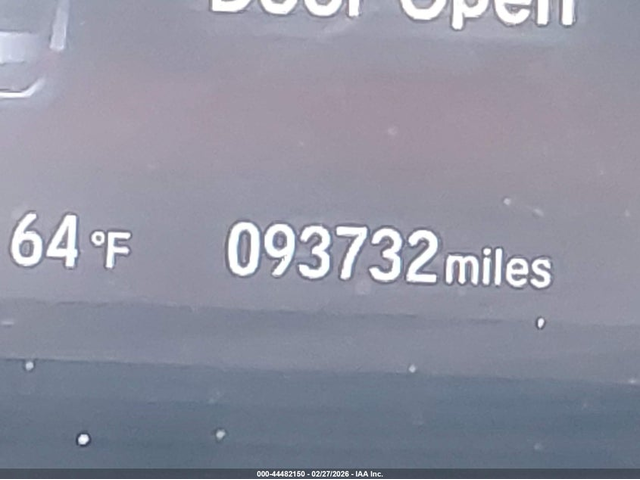 Door Open
64 °F 093732 miles
000-44482150 - 02/27/2026 - IAA Inc.